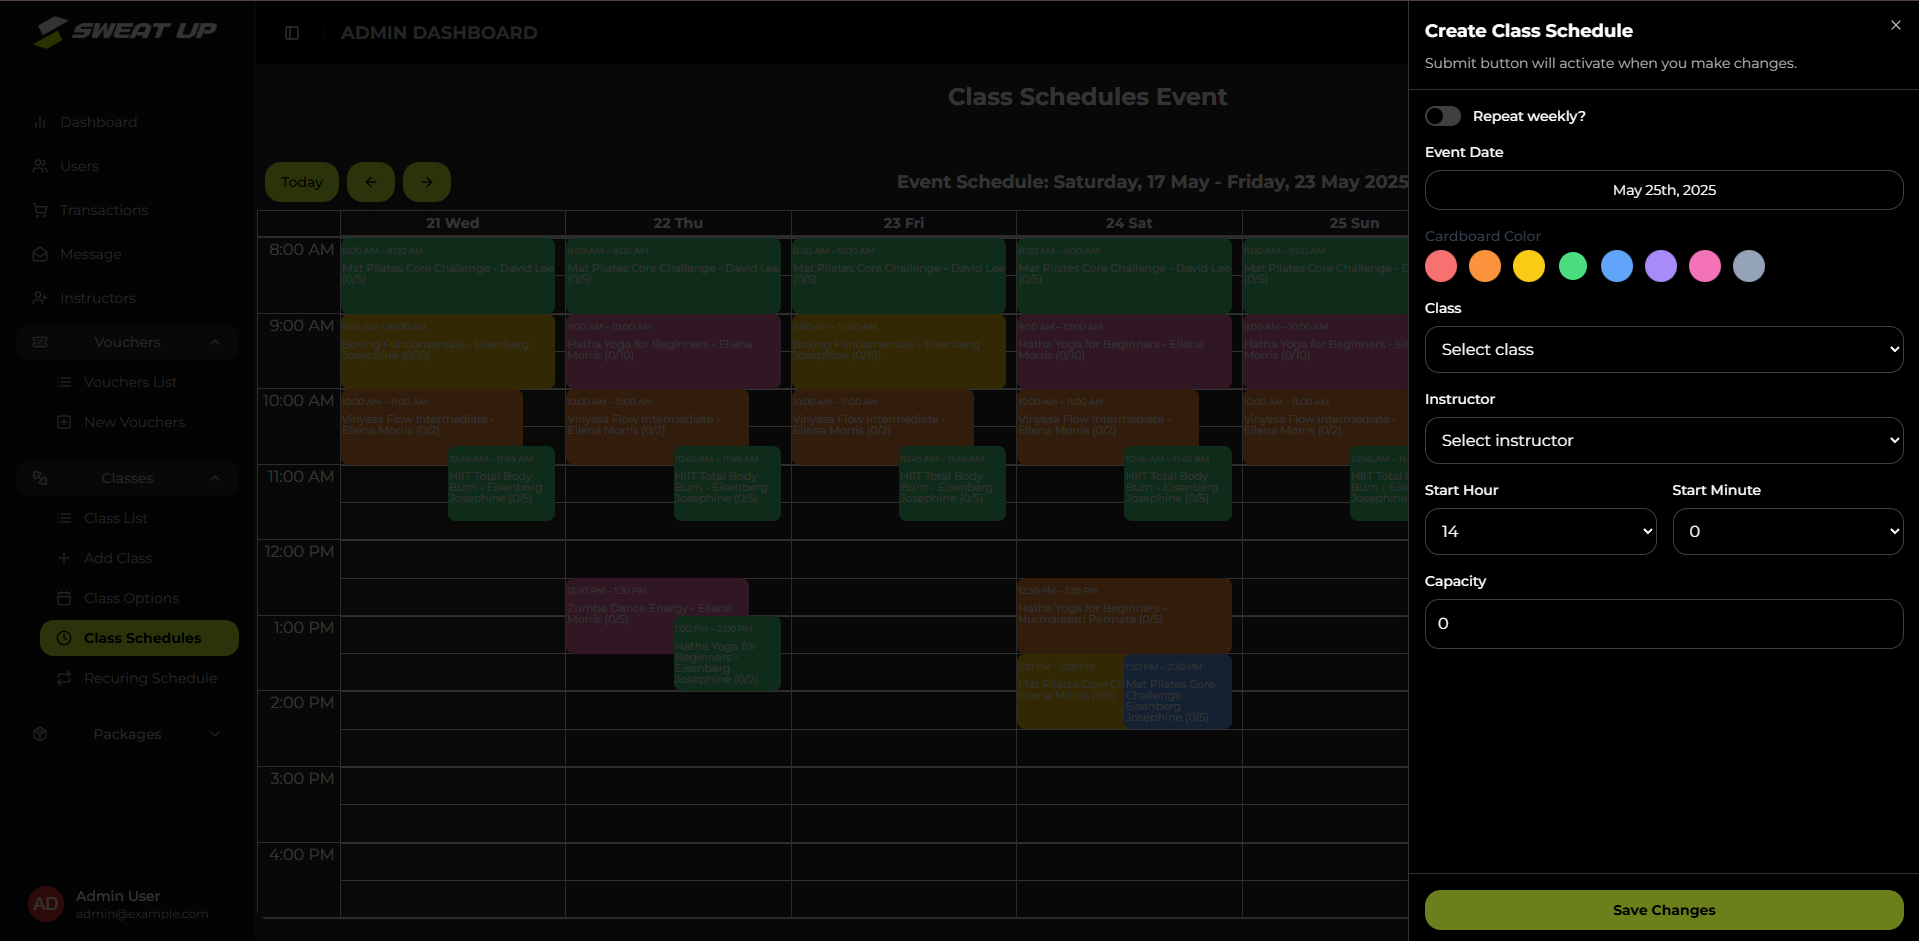 SWEAT UP
ADMIN DASHBOARD
Dashboard
Users
Transactions
Message
Instructors
Vouchers
Vouchers List
New Vouchers
Classes
Class List
Add Class
Class Options
Class Schedules
Recuring Schedule
Packages
AD
Admin User
admin@example.com
Class Schedules Event
Today
Event Schedule: Saturday, 17 May - Friday, 23 May 2025
21 Wed
22 Thu
23 Fri
24 Sat
25 Sun
8:00 AM
9:00 AM
10:00 AM
11:00 AM
12:00 PM
1:00 PM
2:00 PM
3:00 PM
4:00 PM
8:00 AM – 9:00 AM
Mat Pilates Core Challenge - David Lee
(0/5)
9:00 AM – 10:00 AM
Boxing Fundamentals - Eisenberg
Josephine (0/10)
10:00 AM – 11:00 AM
Vinyasa Flow Intermediate -
Ellena Morris (0/2)
10:45 AM – 11:45 AM
HIIT Total Body
Burn - Eisenberg
Josephine (0/5)
8:00 AM – 9:00 AM
Mat Pilates Core Challenge - David Lee
(0/5)
9:00 AM – 10:00 AM
Hatha Yoga for Beginners - Ellena
Morris (0/10)
10:00 AM – 11:00 AM
Vinyasa Flow Intermediate -
Ellena Morris (0/2)
10:45 AM – 11:45 AM
HIIT Total Body
Burn - Eisenberg
Josephine (0/5)
12:30 PM – 1:30 PM
Zumba Dance Energy - Ellena
Morris (0/5)
1:00 PM – 2:00 PM
Hatha Yoga for
Beginners -
Eisenberg
Josephine (0/2)
8:00 AM – 9:00 AM
Mat Pilates Core Challenge - David Lee
(0/5)
9:00 AM – 10:00 AM
Boxing Fundamentals - Eisenberg
Josephine (0/10)
10:00 AM – 11:00 AM
Vinyasa Flow Intermediate -
Ellena Morris (0/2)
10:45 AM – 11:45 AM
HIIT Total Body
Burn - Eisenberg
Josephine (0/5)
8:00 AM – 9:00 AM
Mat Pilates Core Challenge - David Lee
(0/5)
9:00 AM – 10:00 AM
Hatha Yoga for Beginners - Ellena
Morris (0/10)
10:00 AM – 11:00 AM
Vinyasa Flow Intermediate -
Ellena Morris (0/2)
10:45 AM – 11:45 AM
HIIT Total Body
Burn - Eisenberg
Josephine (0/5)
12:30 PM – 1:30 PM
Hatha Yoga for Beginners -
Nurmalasari Permata (0/5)
1:30 PM – 2:30 PM
Mat Pilates Core Ch
Ellena Morris (0/5)
1:30 PM – 2:30 PM
Mat Pilates Core
Challenge -
Eisenberg
Josephine (0/5)
8:00 AM – 9:00 AM
Mat Pilates Core Challenge - D
(0/5)
9:00 AM – 10:00 AM
Hatha Yoga for Beginners - El
Morris (0/10)
10:00 AM – 11:00 AM
Vinyasa Flow Intermediate -
Ellena Morris (0/2)
10:45 AM – 11
HIIT Total B
Burn - Eise
Josephine
Create Class Schedule
Submit button will activate when you make changes.
Repeat weekly?
Event Date
May 25th, 2025
Cardboard Color
Class
Select class
Instructor
Select instructor
Start Hour
Start Minute
14
0
Capacity
0
Save Changes